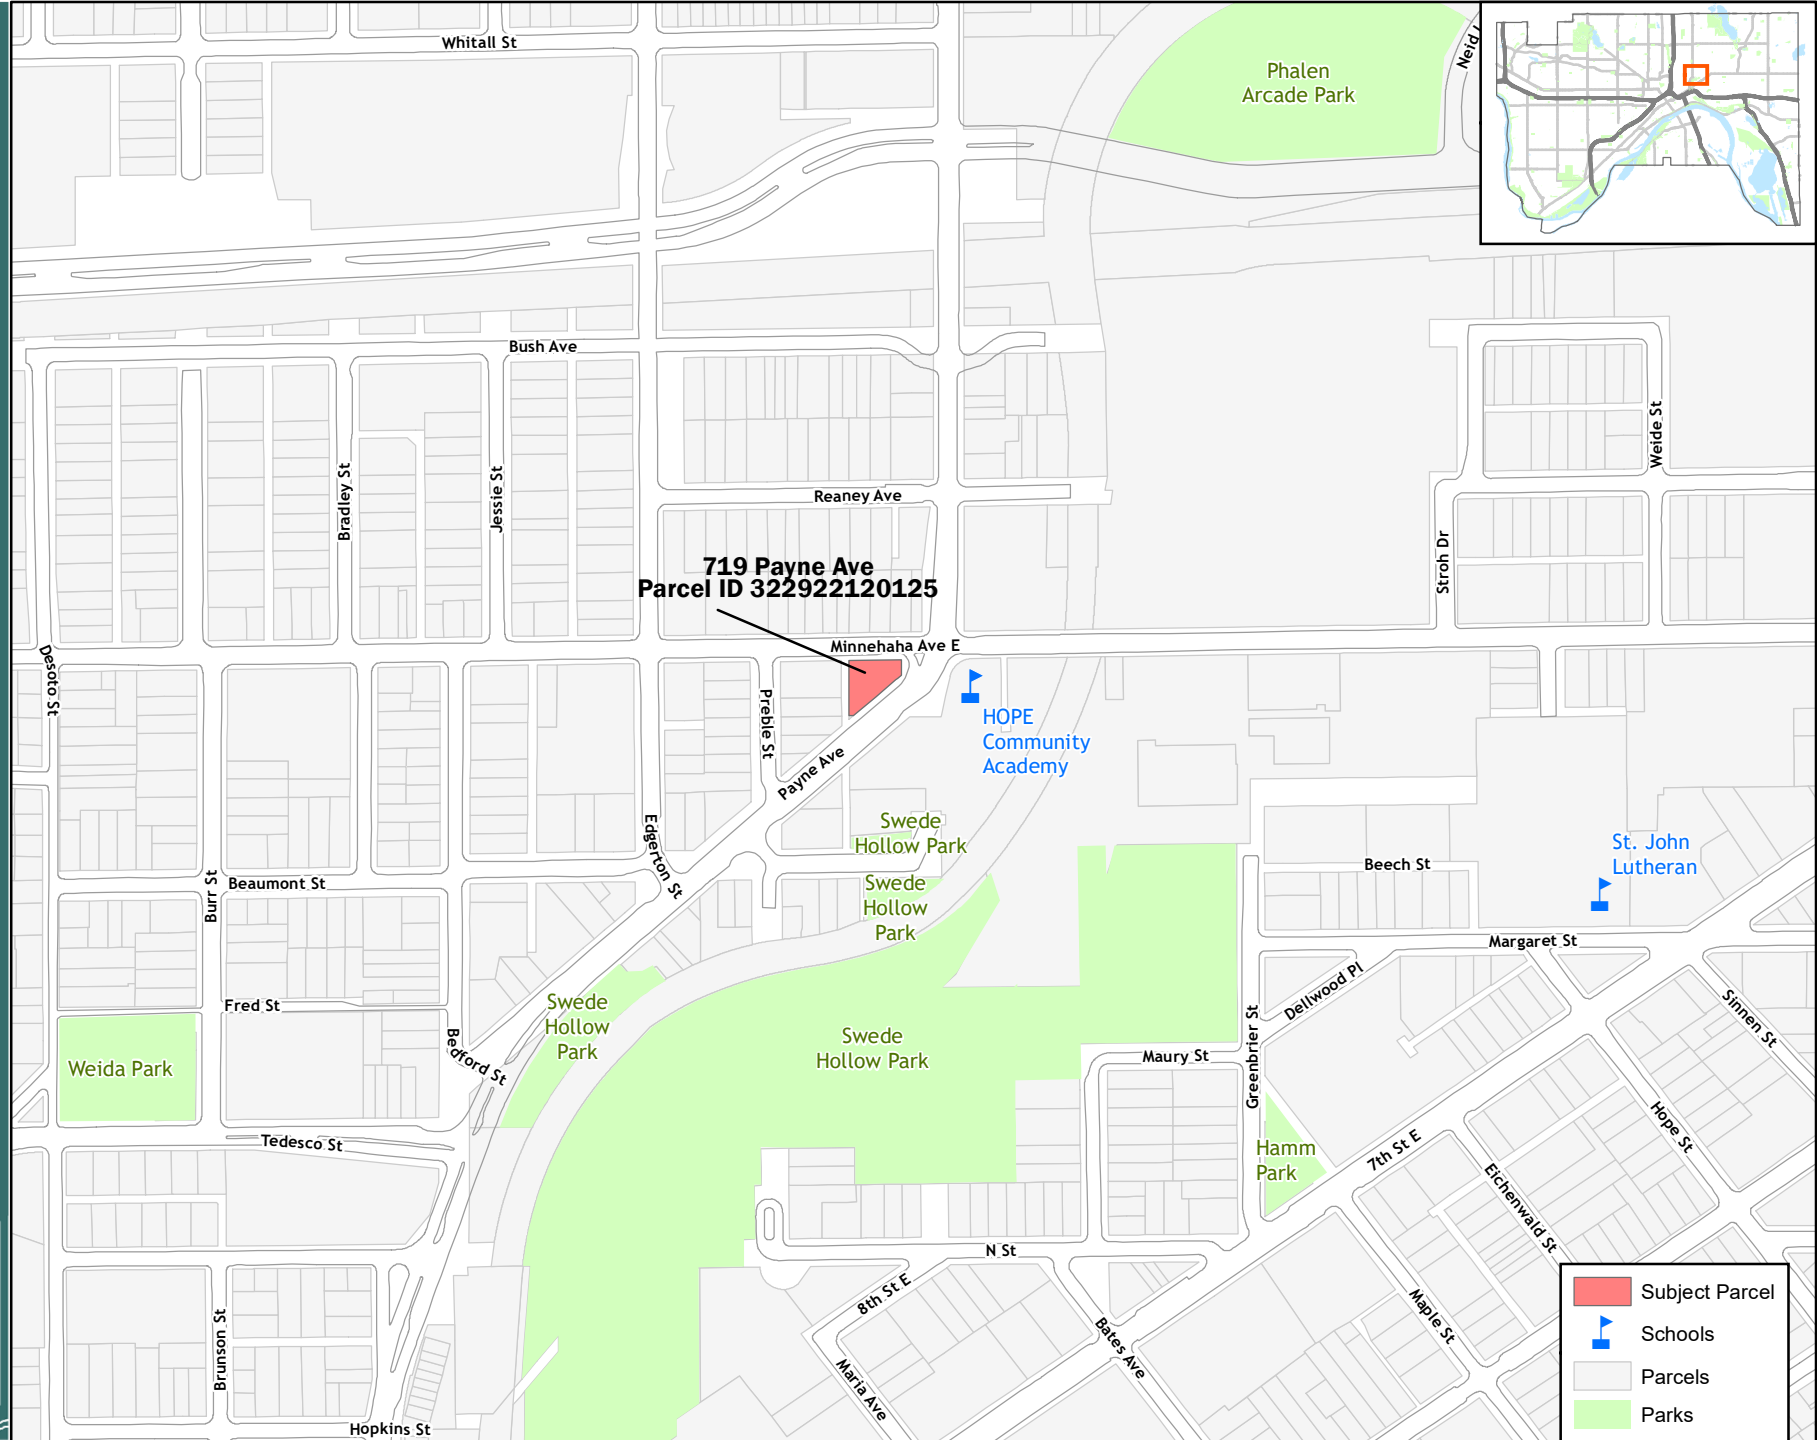 Whitall St
Phalen
Arcade Park
Neid L
Bush Ave
Bradley St
Jessie St
Reaney Ave
Weide St
Stroh Dr
719 Payne Ave
Parcel ID 322922120125
Minnehaha Ave E
Desoto St
Preble St
Payne Ave
HOPE
Community
Academy
Edgerton St
Swede
Hollow Park
Swede
Hollow
Park
Beech St
St. John
Lutheran
Burr St
Beaumont St
Margaret St
Dellwood Pl
Fred St
Swede
Hollow
Park
Swede
Hollow Park
Sinnen St
Weida Park
Bedford St
Maury St
Greenbrier St
Tedesco St
Hamm
Park
7th St E
Hope St
Eichenwald St
N St
8th St E
Maple St
Bates Ave
Maria Ave
Brunson St
Hopkins St
Subject Parcel
Schools
Parcels
Parks